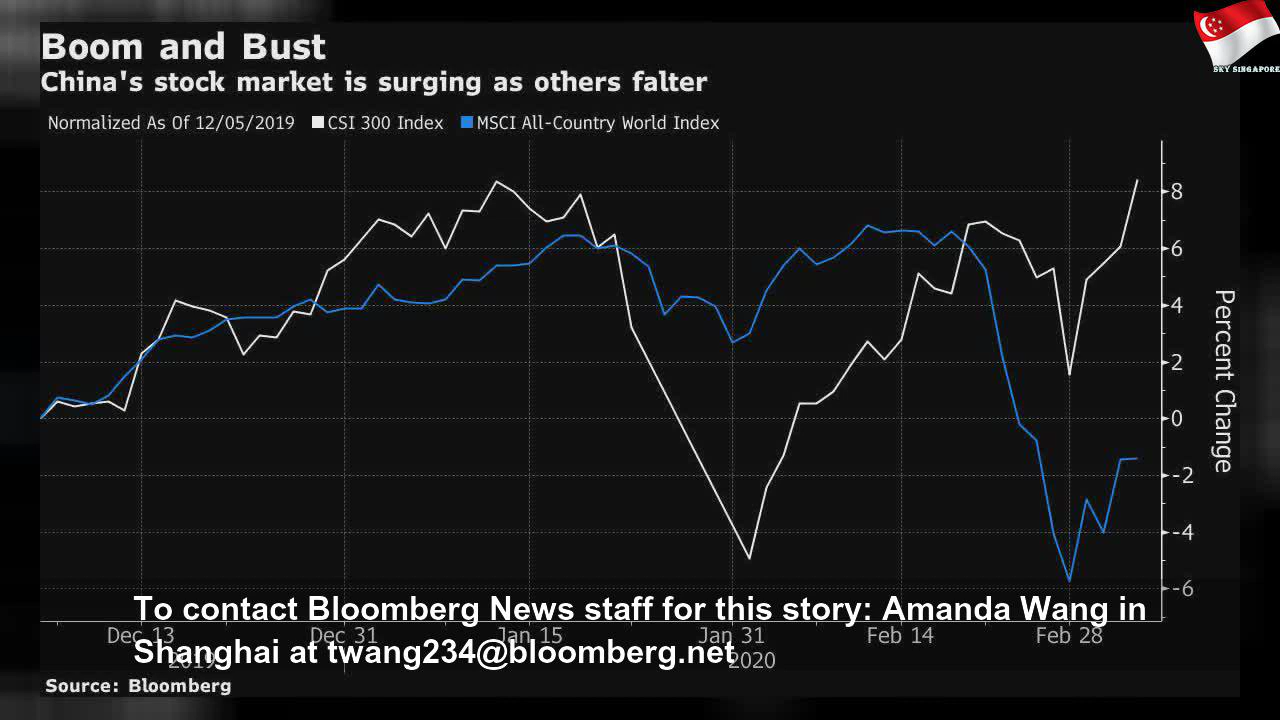 SKY SINGAPORE
Boom and Bust
China's stock market is surging as others falter
Normalized As Of 12/05/2019 CSI 300 Index MSCI All-Country World Index
8
6
4
2
0
-2
-4
-6
Percent Change
Dec 13 Dec 31 Jan 15 Jan 31 Feb 14 Feb 28
2019 2020
To contact Bloomberg News staff for this story: Amanda Wang in
Shanghai at twang234@bloomberg.net
Source: Bloomberg